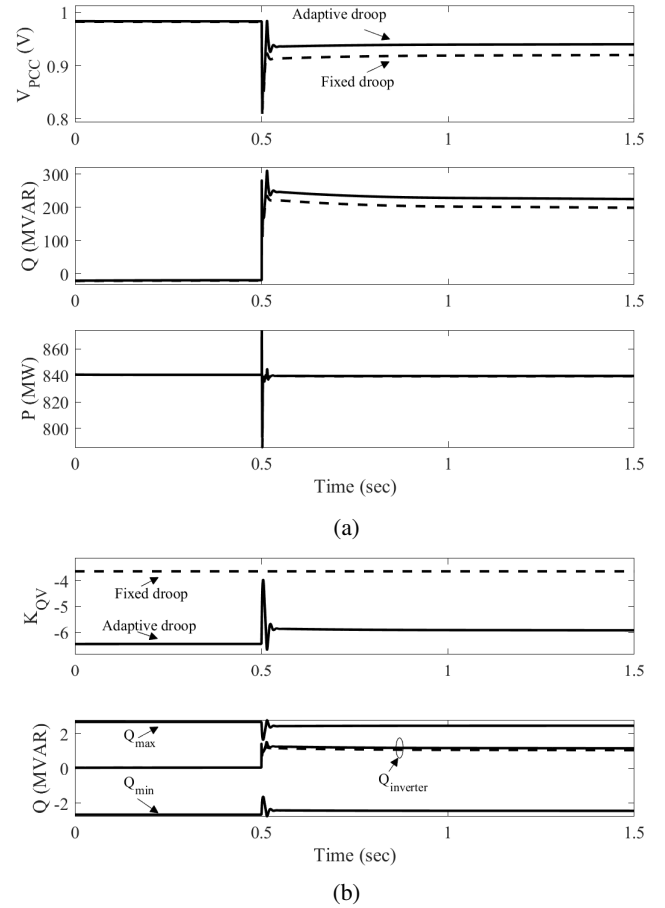 1
Adaptive droop
V_PCC (V)
0.9
Fixed droop
0.8
0 0.5 1 1.5
300
Q (MVAR)
200
100
0
0 0.5 1 1.5
860
P (MW)
840
820
800
0 0.5 1 1.5
Time (sec)
(a)
K_QV
-4
Fixed droop
-5
Adaptive droop
-6
0 0.5 1 1.5
Q (MVAR)
2
Q_max
0
Q_min
Q_inverter
-2
0 0.5 1 1.5
Time (sec)
(b)